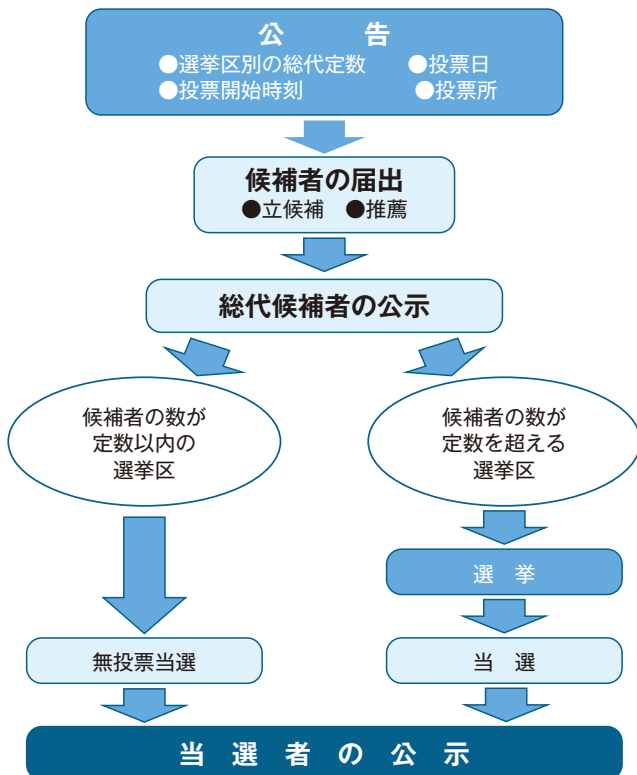 公　告
●選挙区別の総代定数　●投票日
●投票開始時刻　●投票所
候補者の届出
●立候補　●推薦
総代候補者の公示
候補者の数が
定数以内の
選挙区
候補者の数が
定数を超える
選挙区
選　挙
無投票当選
当　選
当選者の公示